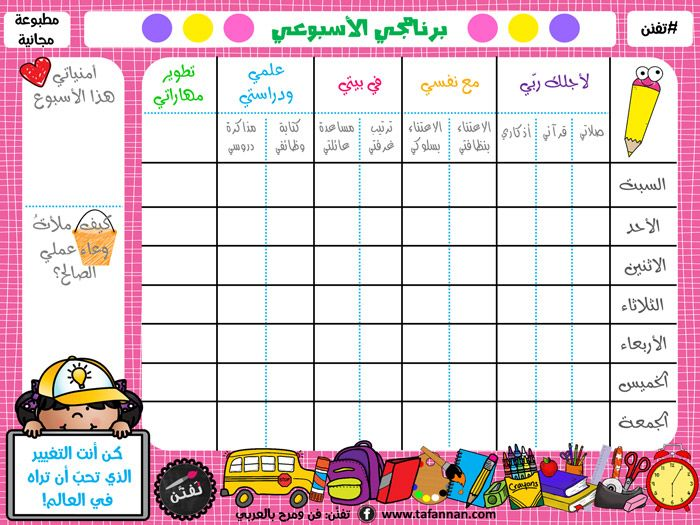 #تفنن
برنامجي الأسبوعي
مطبوعة
مجانية
لأجلك ربّي
مع نفسي
في بيتي
علمي
ودراستي
تطوير
مهاراتي
صلاتي
قرآني
أذكاري
الاعتناء
بنظافتي
الاعتناء
بسلوكي
ترتيب
غرفتي
مساعدة
عائلتي
كتابة
وظائفي
مذاكرة
دروسي
السبت
الأحد
الاثنين
الثلاثاء
الأربعاء
الخميس
الجمعة
أمنياتي
هذا الأسبوع
كيف ملأتُ
وعاء عملي
الصالح؟
كن أنت التغيير
الذي تحبّ أن تراه
في العالم!
تفنن
Crayons
تفنّن: فن ومرح بالعربي
www.tafannan.com